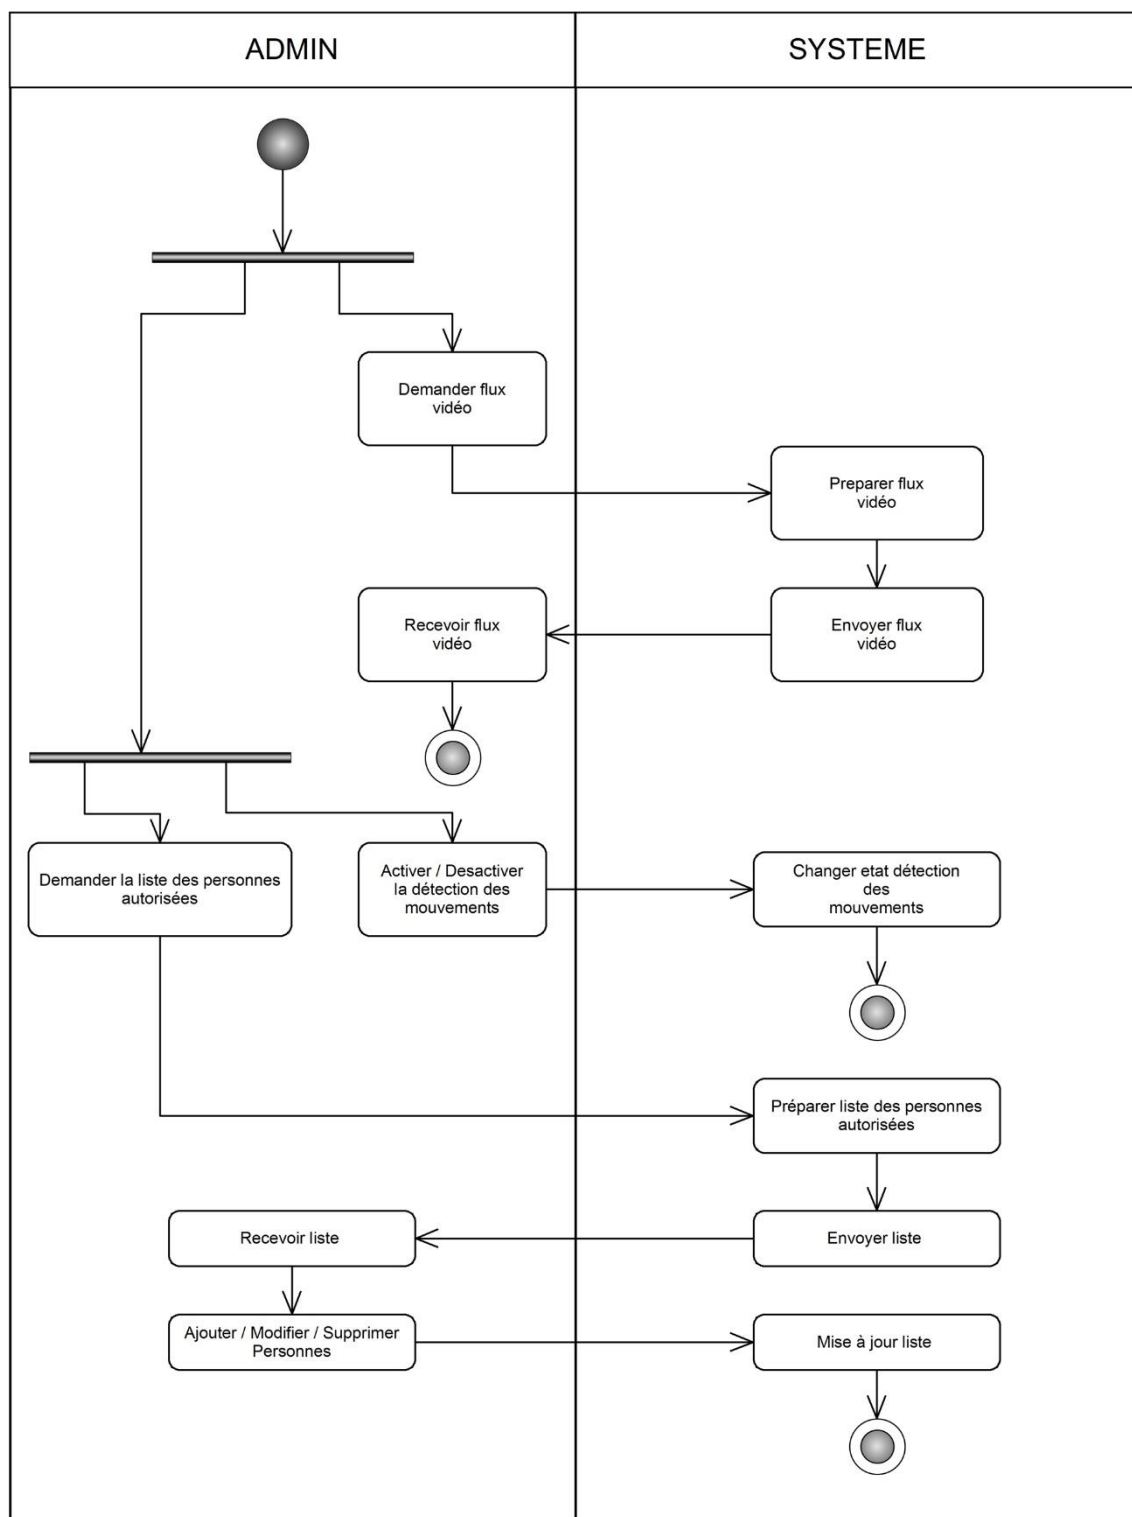 ADMIN
SYSTEME
Demander flux
vidéo
Preparer flux
vidéo
Recevoir flux
vidéo
Envoyer flux
vidéo
Demander la liste des personnes
autorisées
Activer / Desactiver
la détection des
mouvements
Changer etat détection
des
mouvements
Préparer liste des personnes
autorisées
Recevoir liste
Envoyer liste
Ajouter / Modifier / Supprimer
Personnes
Mise à jour liste